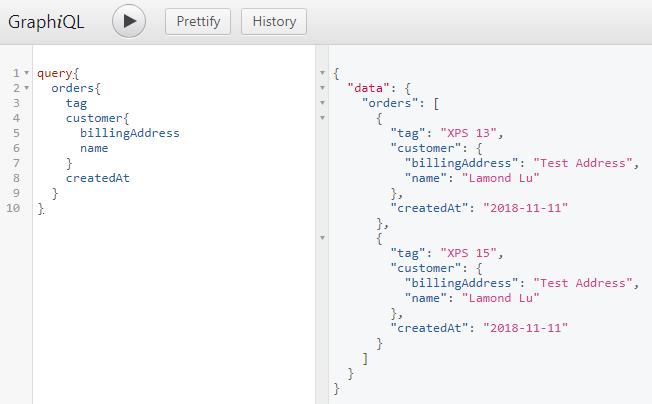 GraphiQL Prettify History
1 query{
2 orders{
3 tag
4 customer{
5 billingAddress
6 name
7 }
8 createdAt
9 }
10 }
{
"data": {
"orders": [
{
"tag": "XPS 13",
"customer": {
"billingAddress": "Test Address",
"name": "Lamond Lu"
},
"createdAt": "2018-11-11"
},
{
"tag": "XPS 15",
"customer": {
"billingAddress": "Test Address",
"name": "Lamond Lu"
},
"createdAt": "2018-11-11"
}
]
}
}